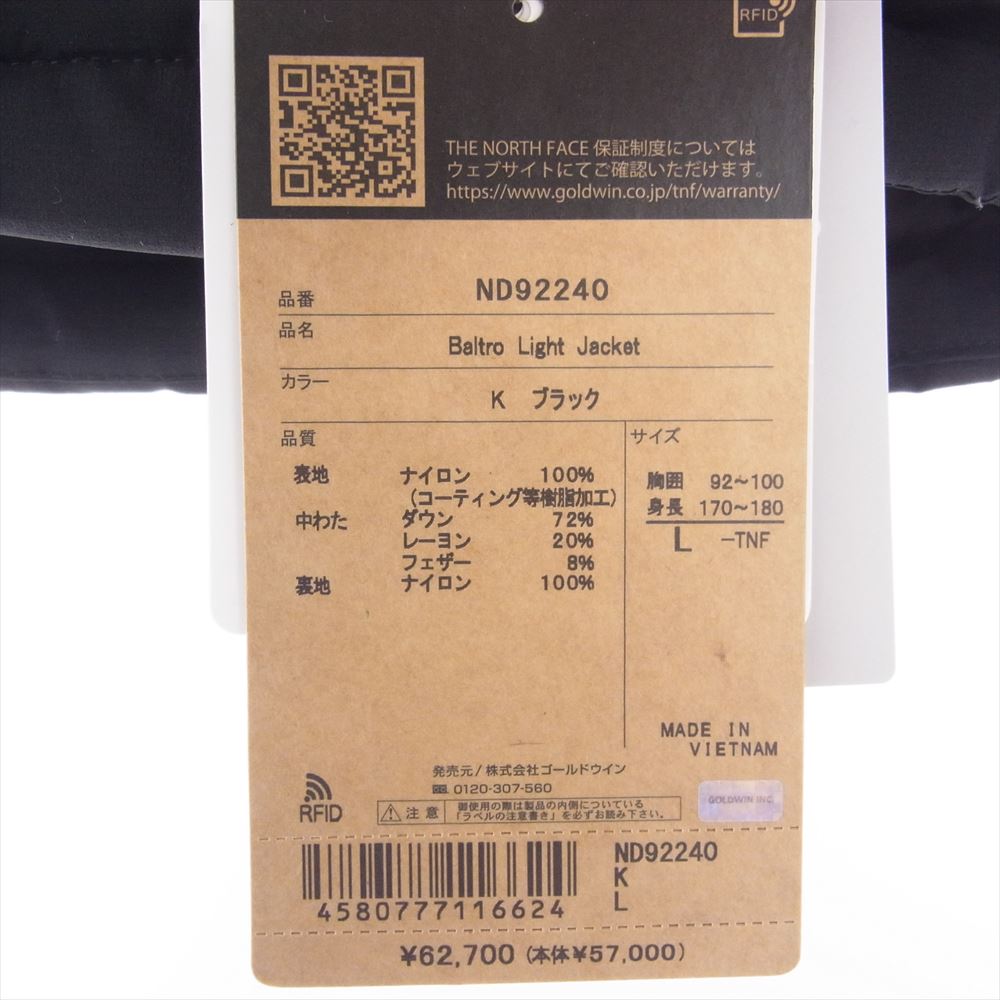 RFID
THE NORTH FACE 保証制度については
ウェブサイトにてご確認いただけます。
https://www.goldwin.co.jp/tnf/warranty/
品番 ND92240
品名 Baltro Light Jacket
カラー K ブラック
品質
表地 ナイロン 100%
(コーティング等樹脂加工)
中わた ダウン 72%
レーヨン 20%
フェザー 8%
裏地 ナイロン 100%
サイズ
胸囲 92~100
身長 170~180
L -TNF
MADE IN
VIETNAM
発売元/株式会社ゴールドウイン
0120-307-560
RFID
注意 御使用の際は製品の内側についている
「ラベルの注意書き」を必ずお読み下さい。
GOLDWIN INC.
4580777116624
ND92240
K
L
¥62,700 (本体¥57,000)